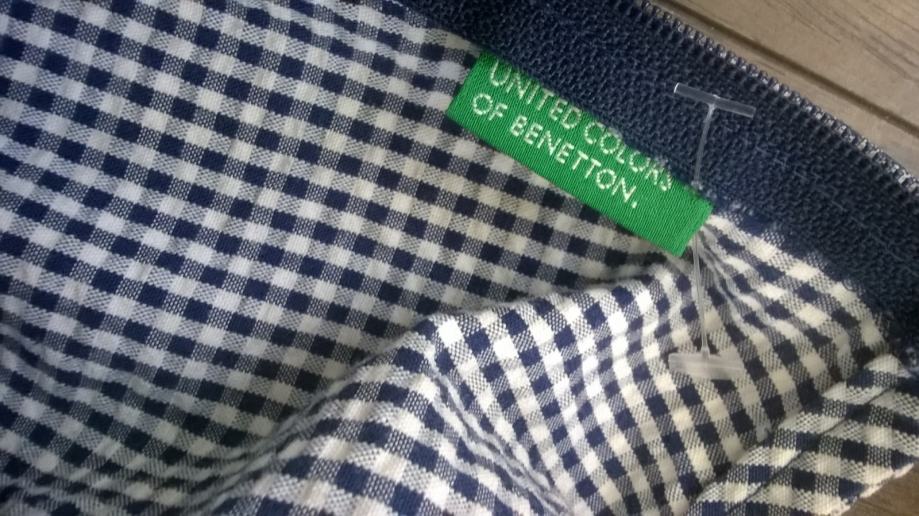 UNITED COLORS
OF BENETTON.